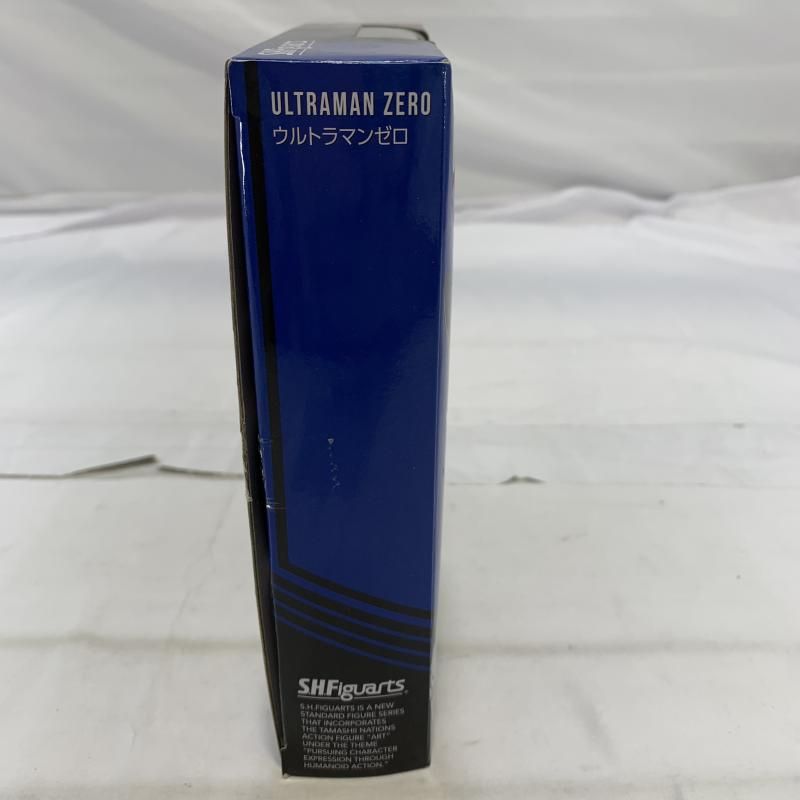 S.H.Figuarts
ULTRAMAN ZERO
ウルトラマンゼロ
S.H.Figuarts
S.H.FIGUARTS IS A NEW
STANDARD FIGURE SERIES
THAT INCORPORATES
THE TAMASHII NATIONS
ACTION FIGURE "ART"
UNDER THE THEME
"PURSUING CHARACTER
EXPRESSION THROUGH
HUMANOID ACTION."